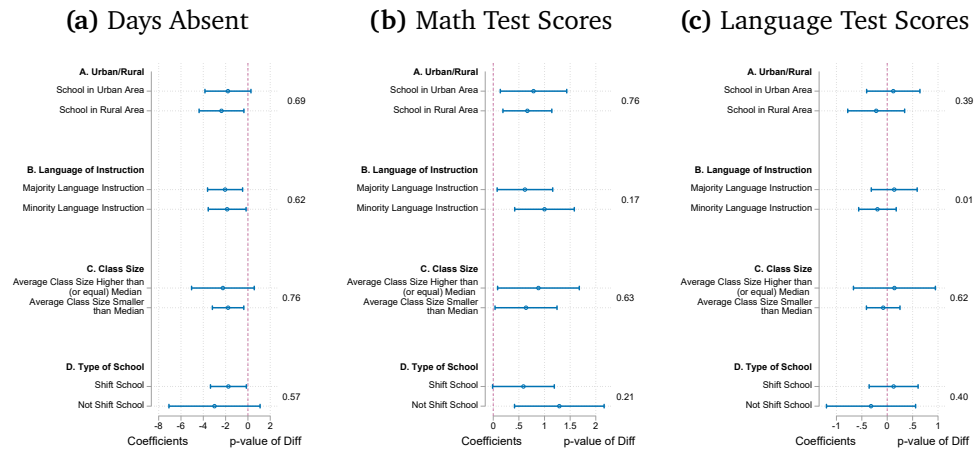 (a) Days Absent
A. Urban/Rural
School in Urban Area
School in Rural Area
0.69
B. Language of Instruction
Majority Language Instruction
Minority Language Instruction
0.62
C. Class Size
Average Class Size Higher than
(or equal) Median
Average Class Size Smaller
than Median
0.76
D. Type of School
Shift School
Not Shift School
0.57
-8 -6 -4 -2 0 2
Coefficients p-value of Diff
(b) Math Test Scores
A. Urban/Rural
School in Urban Area
School in Rural Area
0.76
B. Language of Instruction
Majority Language Instruction
Minority Language Instruction
0.17
C. Class Size
Average Class Size Higher than
(or equal) Median
Average Class Size Smaller
than Median
0.63
D. Type of School
Shift School
Not Shift School
0.21
0 .5 1 1.5 2
Coefficients p-value of Diff
(c) Language Test Scores
A. Urban/Rural
School in Urban Area
School in Rural Area
0.39
B. Language of Instruction
Majority Language Instruction
Minority Language Instruction
0.01
C. Class Size
Average Class Size Higher than
(or equal) Median
Average Class Size Smaller
than Median
0.62
D. Type of School
Shift School
Not Shift School
0.40
-1 -.5 0 .5 1
Coefficients p-value of Diff